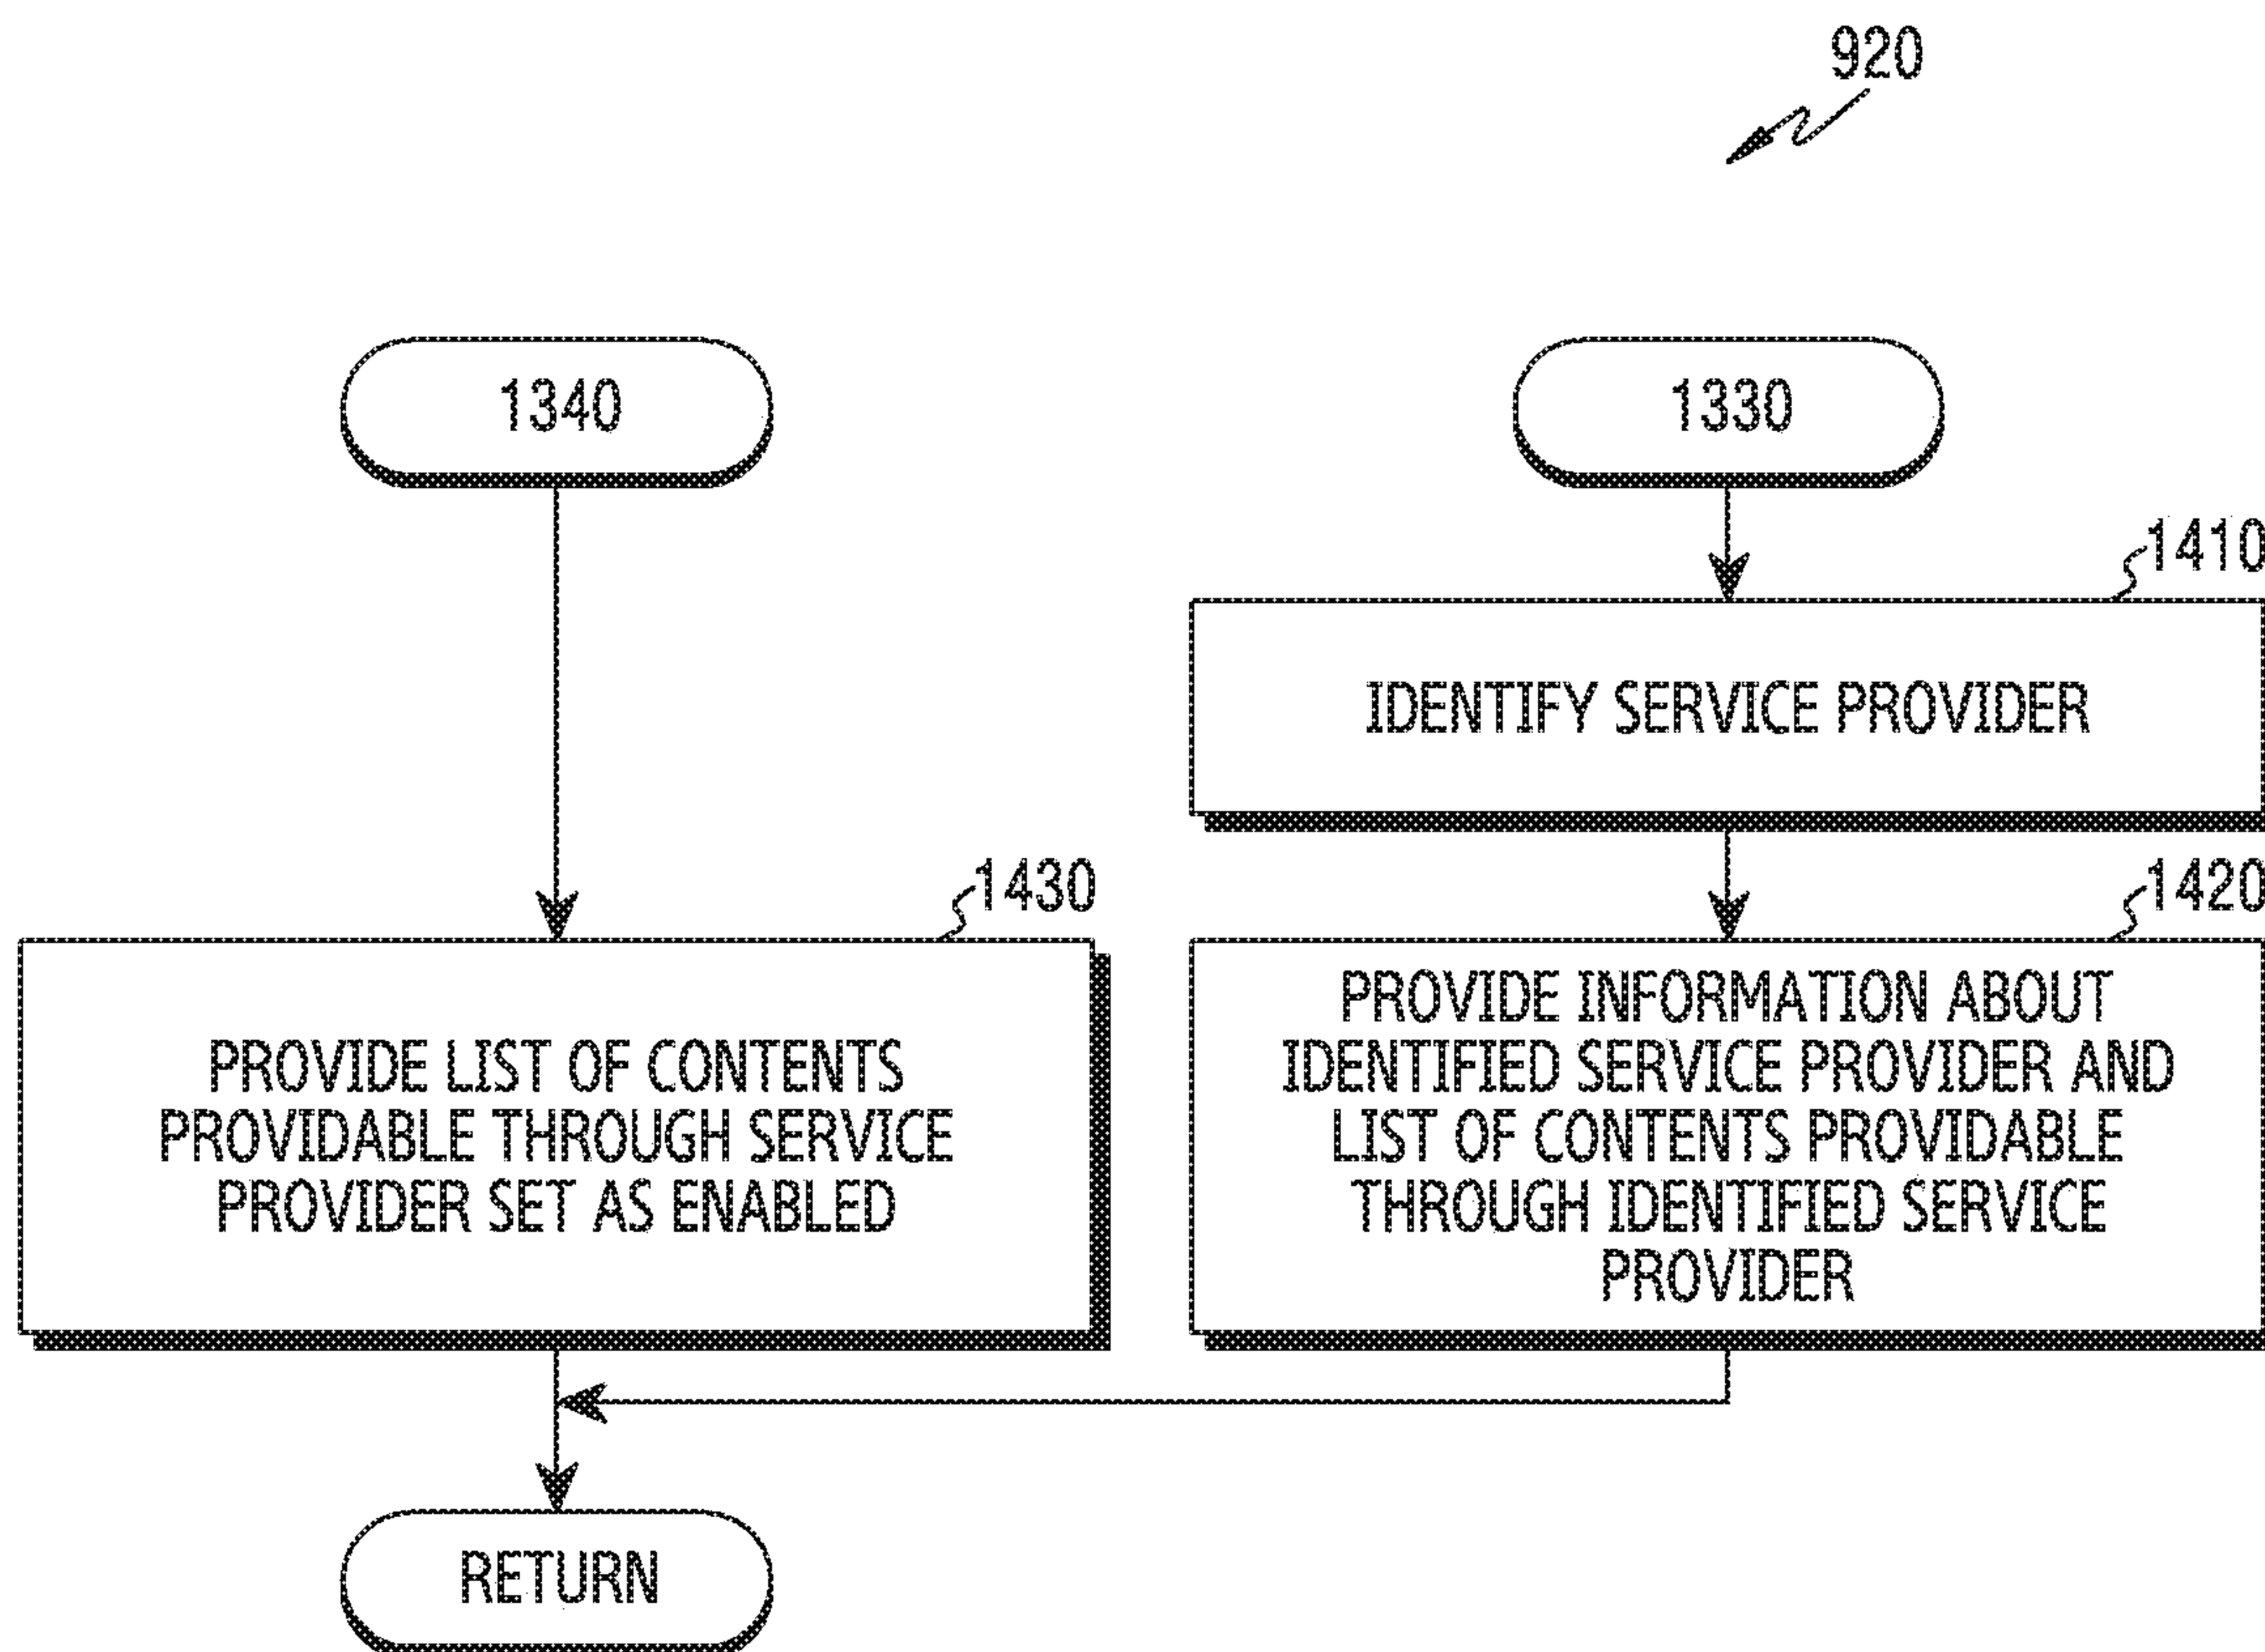 920
1340
1330
1410
IDENTIFY SERVICE PROVIDER
1430
1420
PROVIDE LIST OF CONTENTS
PROVIDABLE THROUGH SERVICE
PROVIDER SET AS ENABLED
PROVIDE INFORMATION ABOUT
IDENTIFIED SERVICE PROVIDER AND
LIST OF CONTENTS PROVIDABLE
THROUGH IDENTIFIED SERVICE
PROVIDER
RETURN